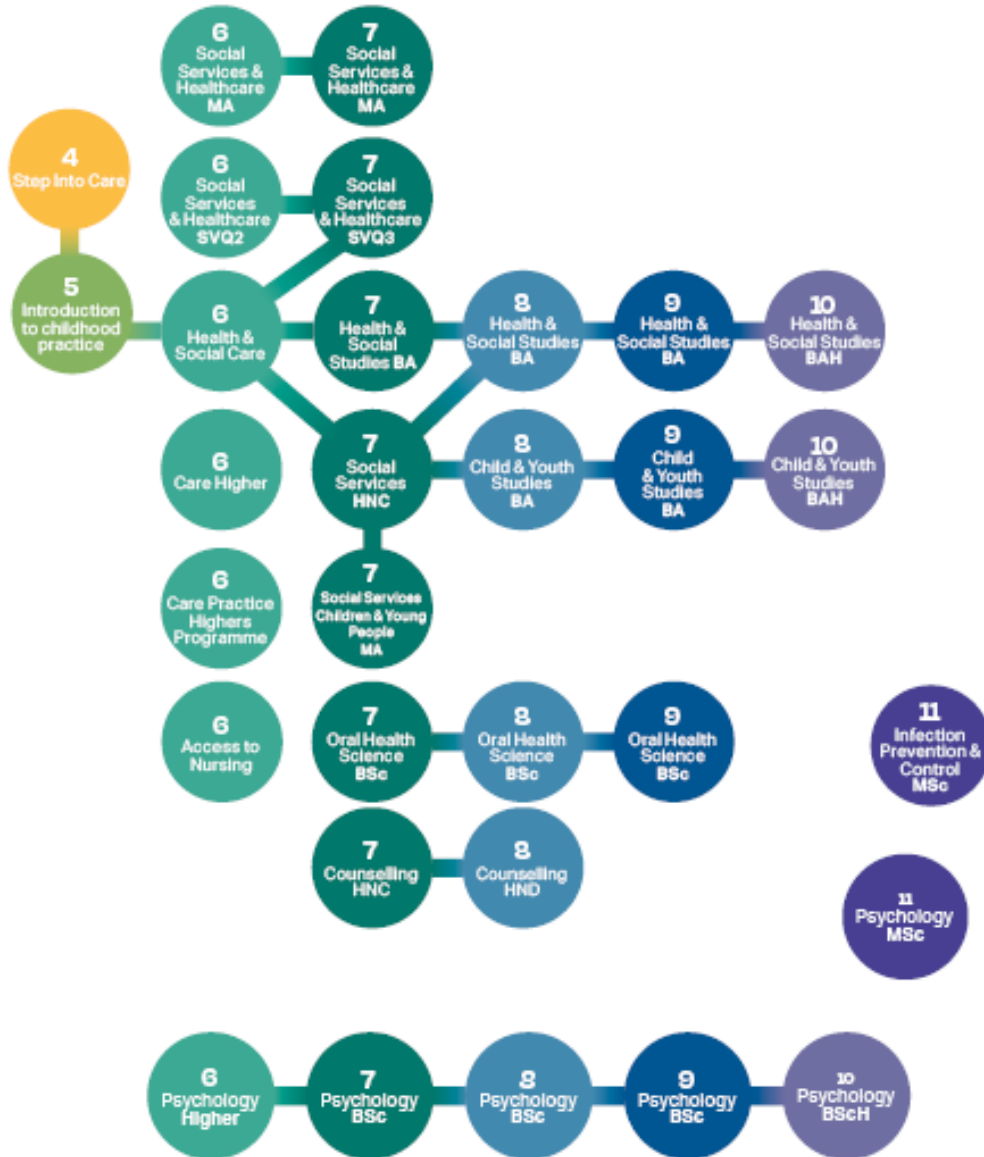 6
Social
Services &
Healthcare
MA
7
Social
Services &
Healthcare
MA
4
Step Into Care
6
Social
Services
& Healthcare
SVQ2
7
Social
Services
& Healthcare
SVQ3
5
Introduction
to childhood
practice
6
Health &
Social Care
7
Health &
Social
Studies BA
8
Health &
Social Studies
BA
9
Health &
Social Studies
BA
10
Health &
Social Studies
BAH
6
Care Higher
7
Social
Services
HNC
8
Child & Youth
Studies
BA
9
Child
& Youth
Studies
BA
10
Child & Youth
Studies
BAH
6
Care Practice
Highers
Programme
7
Social Services
Children & Young
People
MA
6
Access to
Nursing
7
Oral Health
Science
BSc
8
Oral Health
Science
BSc
9
Oral Health
Science
BSc
11
Infection
Prevention &
Control
MSc
7
Counselling
HNC
8
Counselling
HND
11
Psychology
MSc
6
Psychology
Higher
7
Psychology
BSc
8
Psychology
BSc
9
Psychology
BSc
10
Psychology
BScH